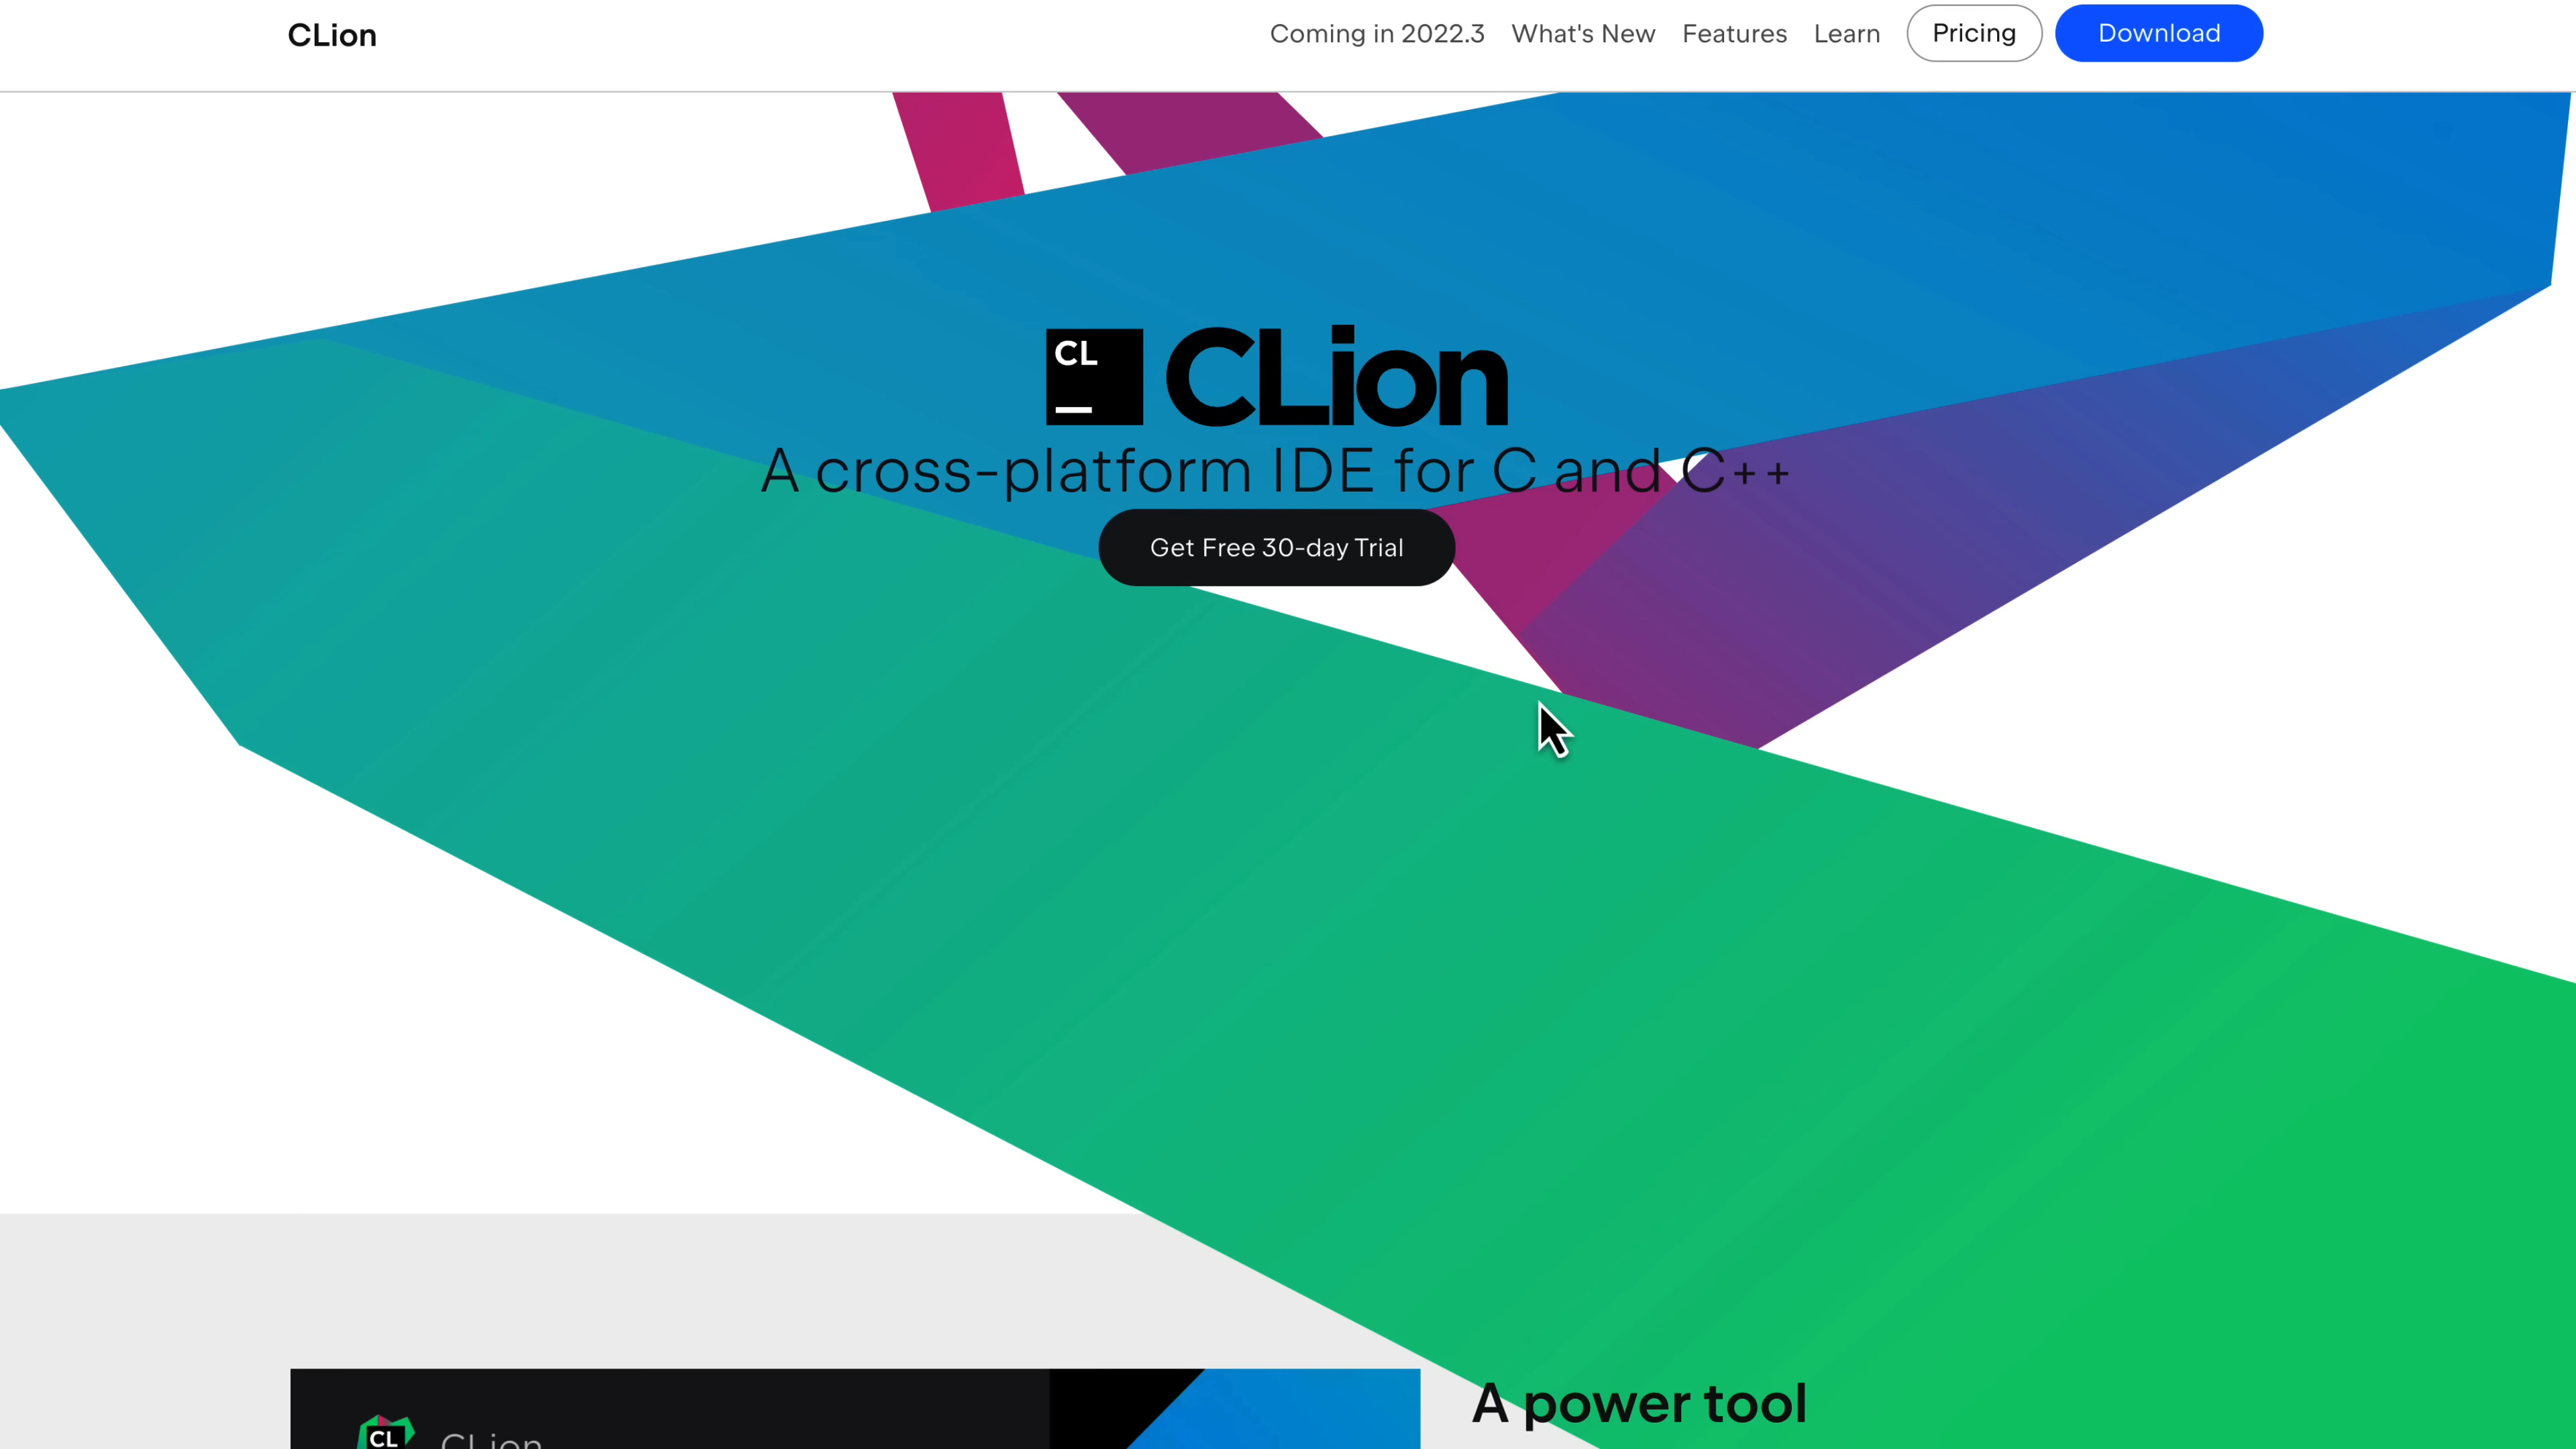 CLion
Coming in 2022.3 What's New Features Learn Pricing Download
CL
CLion
A cross-platform IDE for C and C++
Get Free 30-day Trial
CL
CLion
A power tool